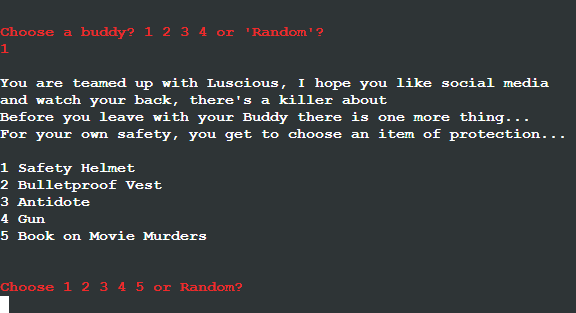 Choose a buddy? 1 2 3 4 or 'Random'?
1
You are teamed up with Luscious, I hope you like social media
and watch your back, there's a killer about
Before you leave with your Buddy there is one more thing...
For your own safety, you get to choose an item of protection...
1 Safety Helmet
2 Bulletproof Vest
3 Antidote
4 Gun
5 Book on Movie Murders
Choose 1 2 3 4 5 or Random?